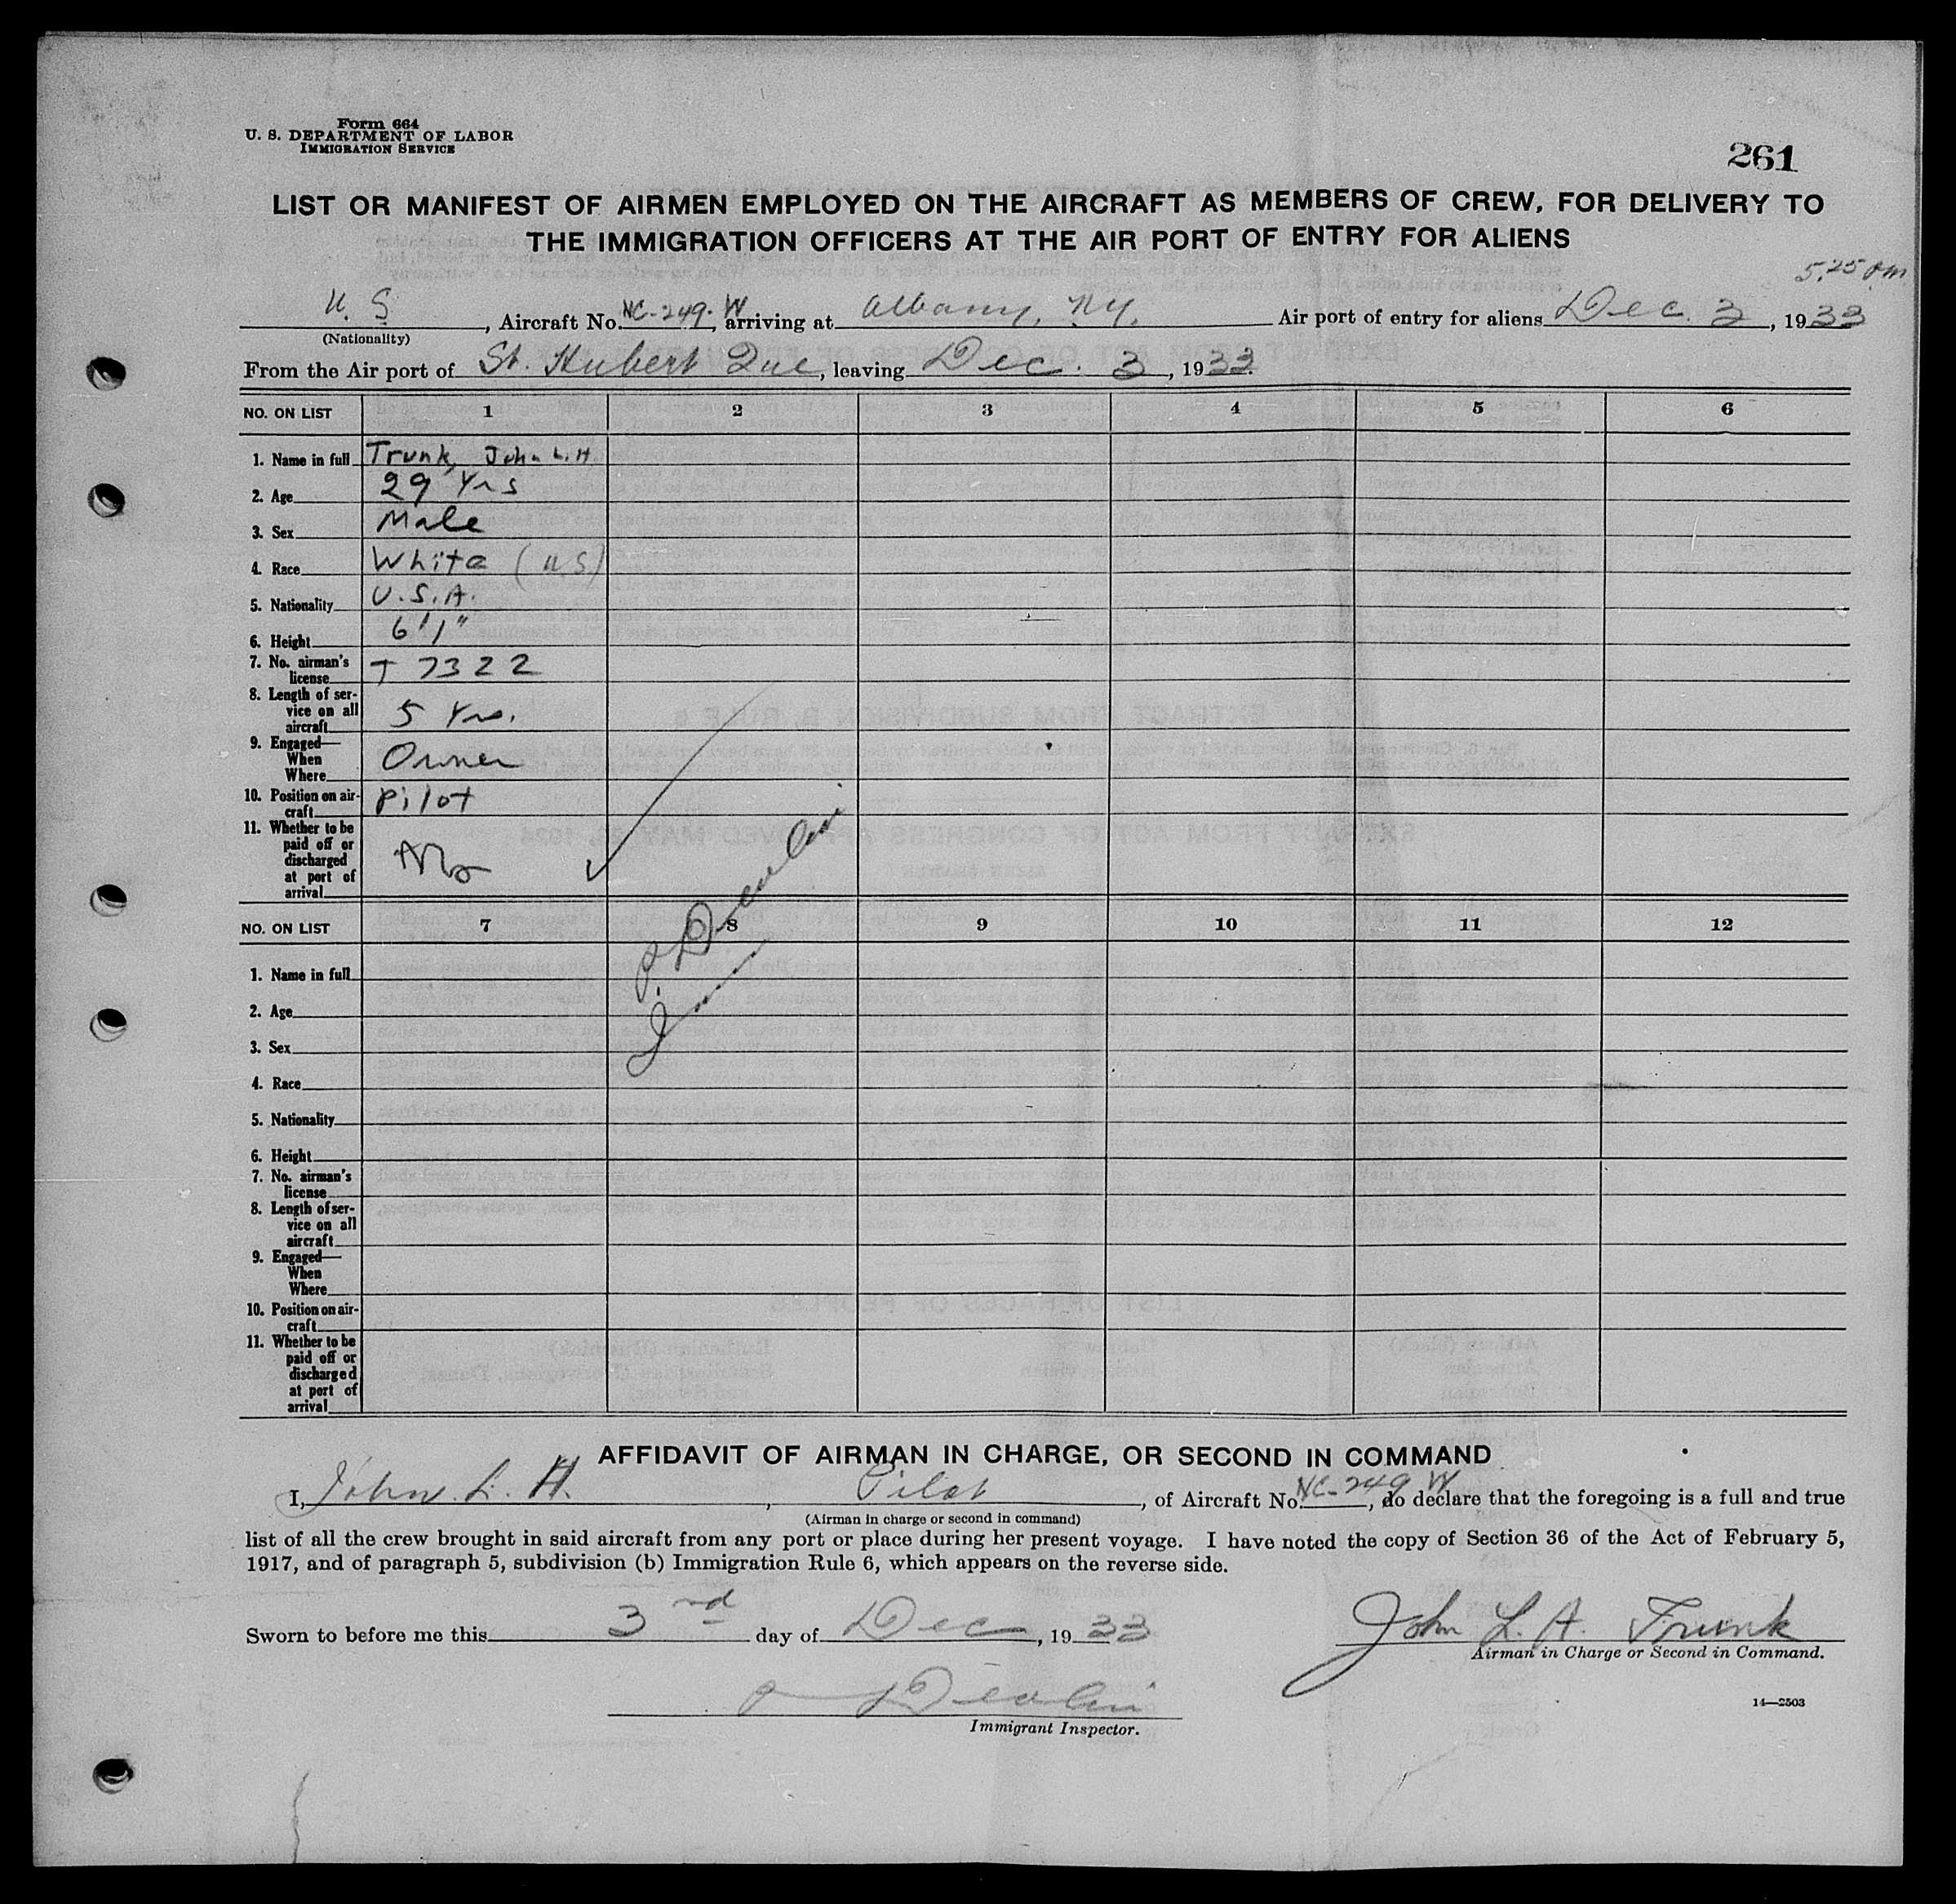 Form 664
U. S. DEPARTMENT OF LABOR
IMMIGRATION SERVICE
261
LIST OR MANIFEST OF AIRMEN EMPLOYED ON THE AIRCRAFT AS MEMBERS OF CREW, FOR DELIVERY TO
THE IMMIGRATION OFFICERS AT THE AIR PORT OF ENTRY FOR ALIENS
5.25 pm
U. S., Aircraft No. NC-249-W, arriving at Albany, N.Y. Air port of entry for aliens Dec. 3, 1933
(Nationality)
From the Air port of St. Hubert Que, leaving Dec. 3, 1933.
NO. ON LIST 1 2 3 4 5 6
1. Name in full Trunk, John L. H
2. Age 29 Yrs
3. Sex Male
4. Race White (U.S)
5. Nationality U.S.A.
6. Height 6'1"
7. No. airman's
license T 7322
8. Length of ser-
vice on all
aircraft 5 Yrs.
9. Engaged—
When
Where Owner
10. Position on air-
craft Pilot
11. Whether to be
paid off or
discharged
at port of
arrival No
NO. ON LIST 7 8 9 10 11 12
1. Name in full
2. Age
3. Sex
4. Race
5. Nationality
6. Height
7. No. airman's
license
8. Length of ser-
vice on all
aircraft
9. Engaged—
When
Where
10. Position on air-
craft
11. Whether to be
paid off or
discharged
at port of
arrival
AFFIDAVIT OF AIRMAN IN CHARGE, OR SECOND IN COMMAND
I, John L. H., Pilot, of Aircraft No. NC-249 W, do declare that the foregoing is a full and true
(Airman in charge or second in command)
list of all the crew brought in said aircraft from any port or place during her present voyage. I have noted the copy of Section 36 of the Act of February 5,
1917, and of paragraph 5, subdivision (b) Immigration Rule 6, which appears on the reverse side.
Sworn to before me this 3rd day of Dec, 1933
John L. H. Trunk
Airman in Charge or Second in Command.
Immigrant Inspector.
14—2503